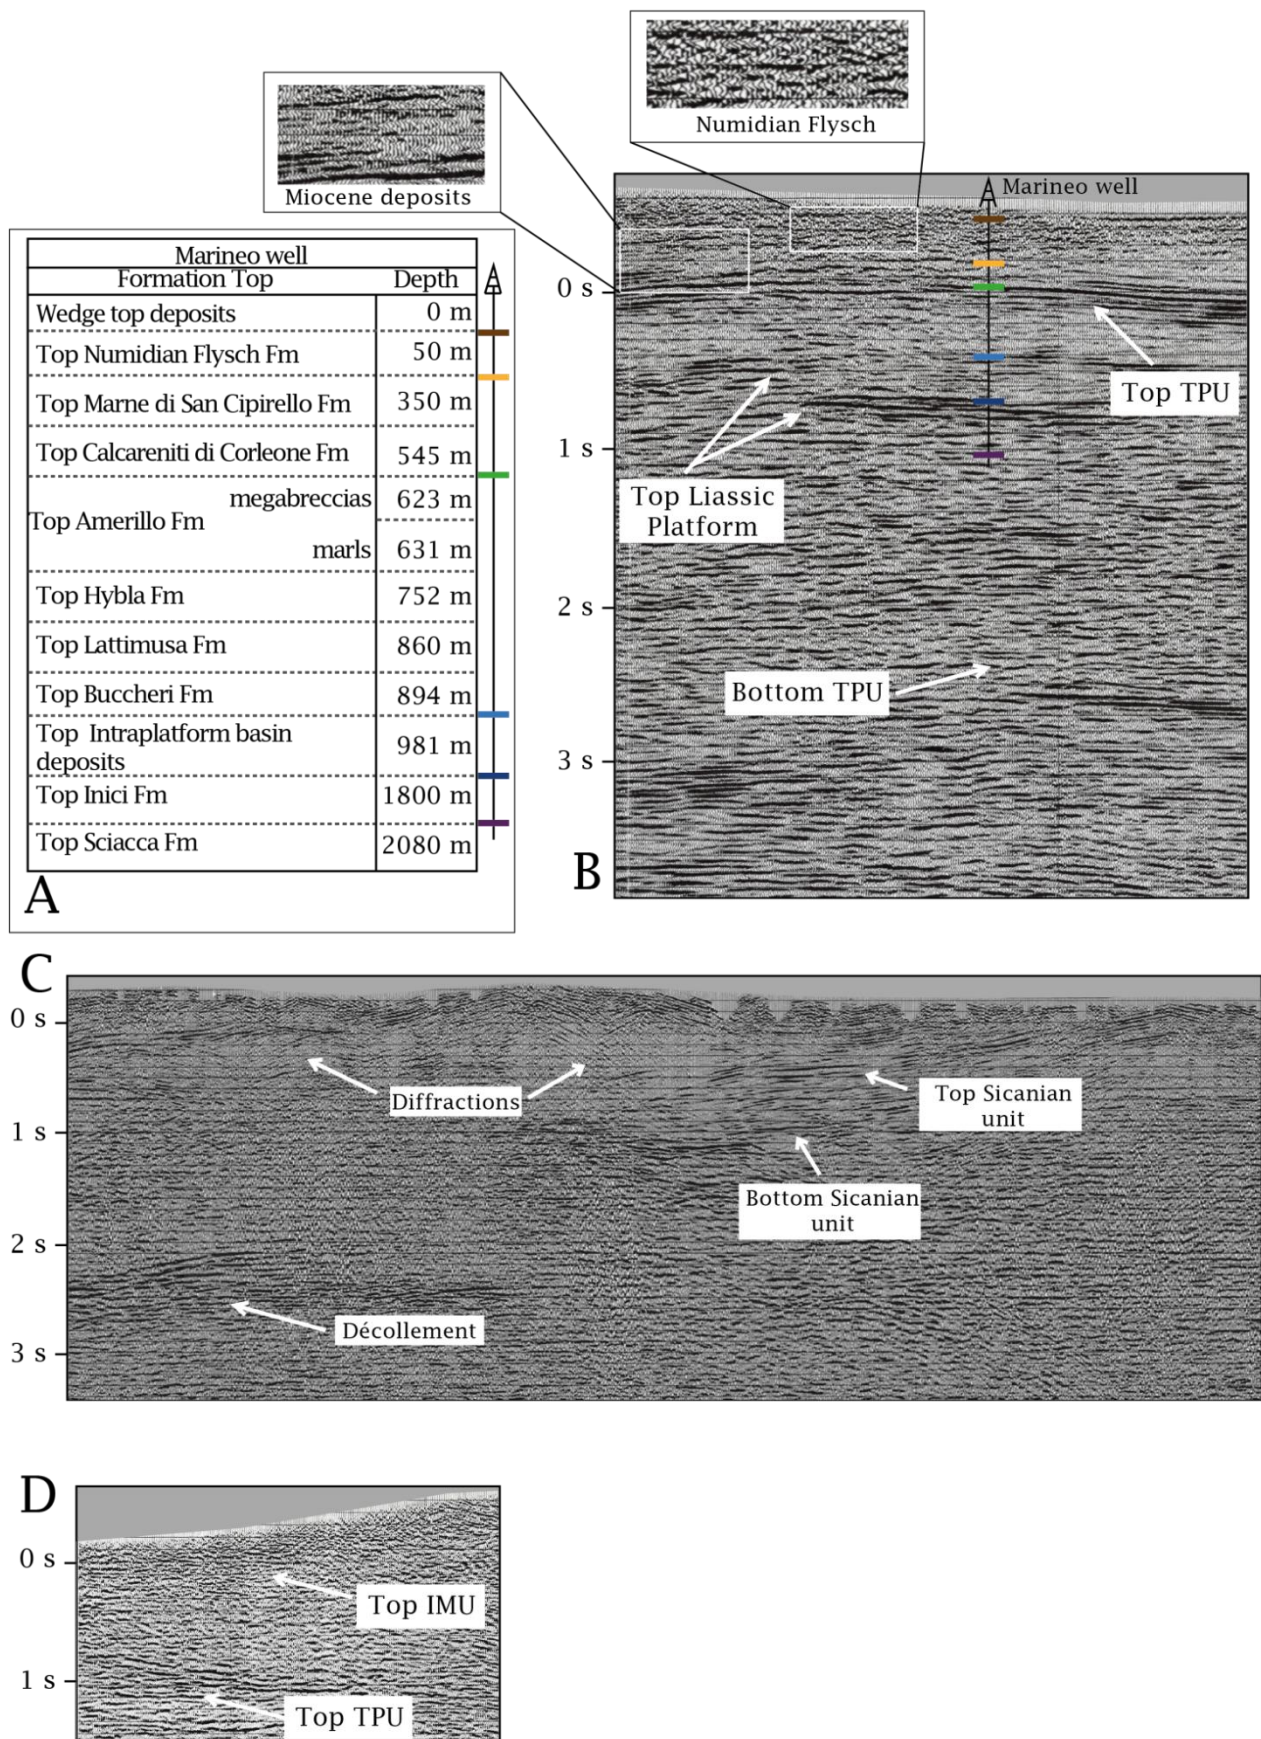 Numidian Flysch
Miocene deposits
Marineo well
Formation Top Depth
Wedge top deposits 0 m
Top Numidian Flysch Fm 50 m
Top Marne di San Cipirello Fm 350 m
Top Calcareniti di Corleone Fm 545 m
megabreccias 623 m
Top Amerillo Fm
marls 631 m
Top Hybla Fm 752 m
Top Lattimusa Fm 860 m
Top Buccheri Fm 894 m
Top Intraplatform basin
deposits 981 m
Top Inici Fm 1800 m
Top Sciacca Fm 2080 m
A
Marineo well
0 s
Top TPU
1 s
Top Liassic
Platform
2 s
Bottom TPU
3 s
B
C
0 s
Diffractions
Top Sicanian
unit
1 s
Bottom Sicanian
unit
2 s
Décollement
3 s
D
0 s
Top IMU
1 s
Top TPU